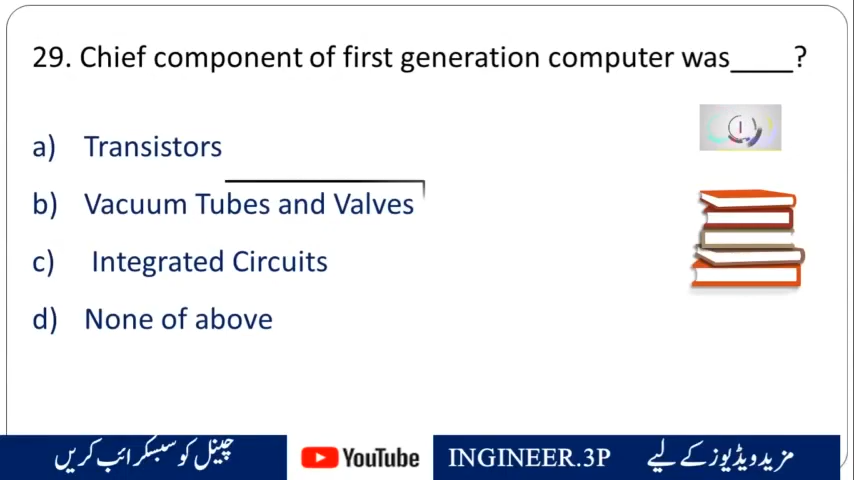 29. Chief component of first generation computer was____?
a) Transistors
b) Vacuum Tubes and Valves
c) Integrated Circuits
d) None of above
چینل کو سبسکرائب کریں YouTube INGINEER.3P مزید ویڈیوز کے لیے